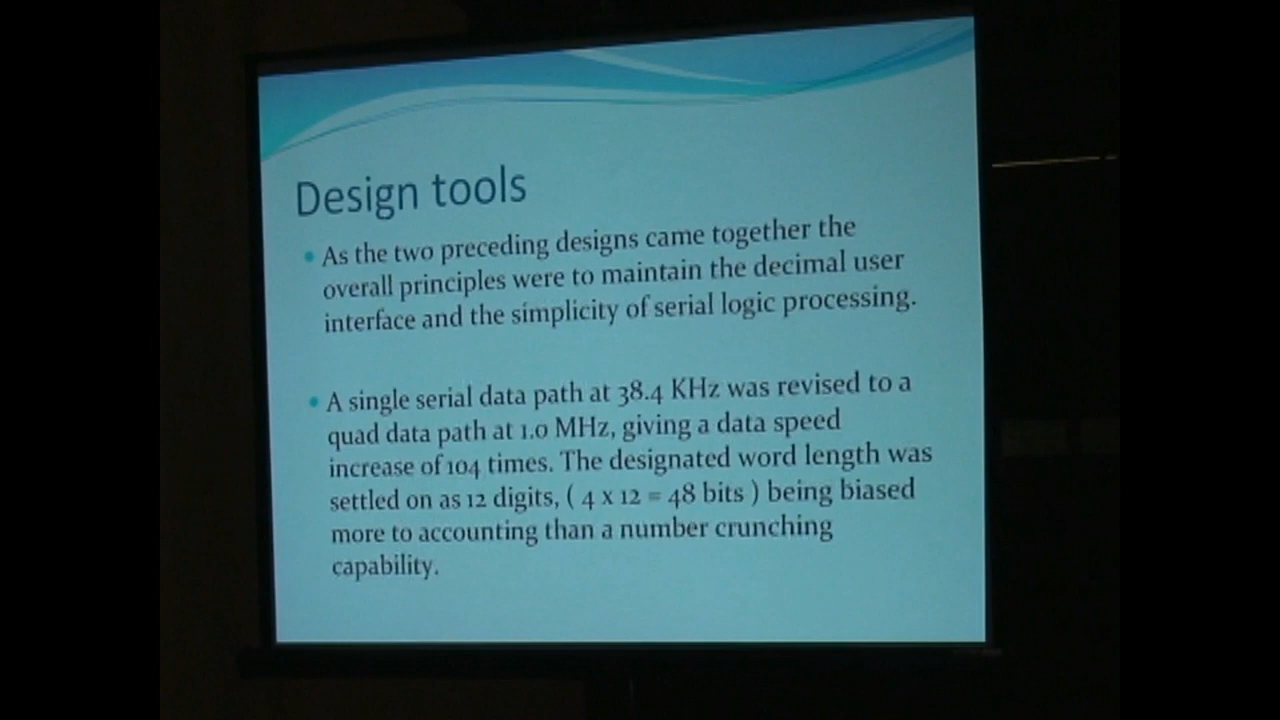 Design tools
• As the two preceding designs came together the
overall principles were to maintain the decimal user
interface and the simplicity of serial logic processing.
• A single serial data path at 38.4 KHz was revised to a
quad data path at 1.0 MHz, giving a data speed
increase of 104 times. The designated word length was
settled on as 12 digits, ( 4 x 12 = 48 bits ) being biased
more to accounting than a number crunching
capability.